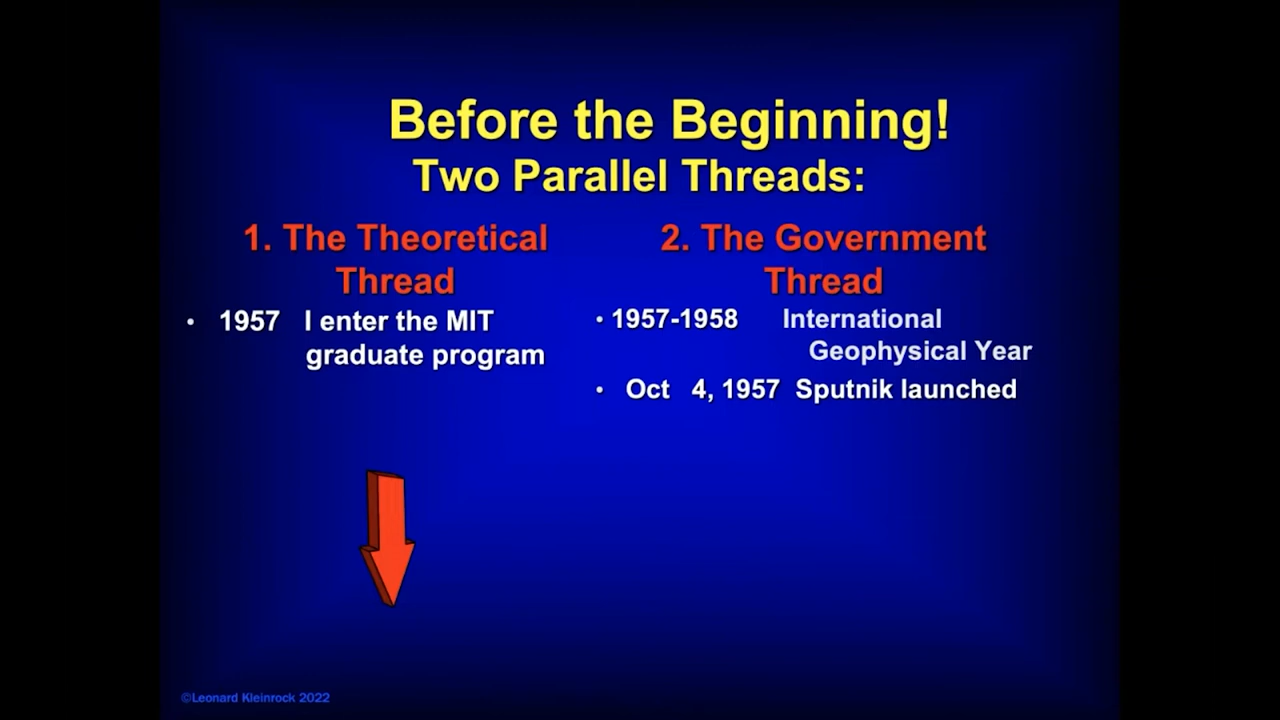 Before the Beginning!
Two Parallel Threads:
1. The Theoretical
Thread
• 1957 I enter the MIT
graduate program
2. The Government
Thread
• 1957-1958 International
Geophysical Year
• Oct 4, 1957 Sputnik launched
©Leonard Kleinrock 2022